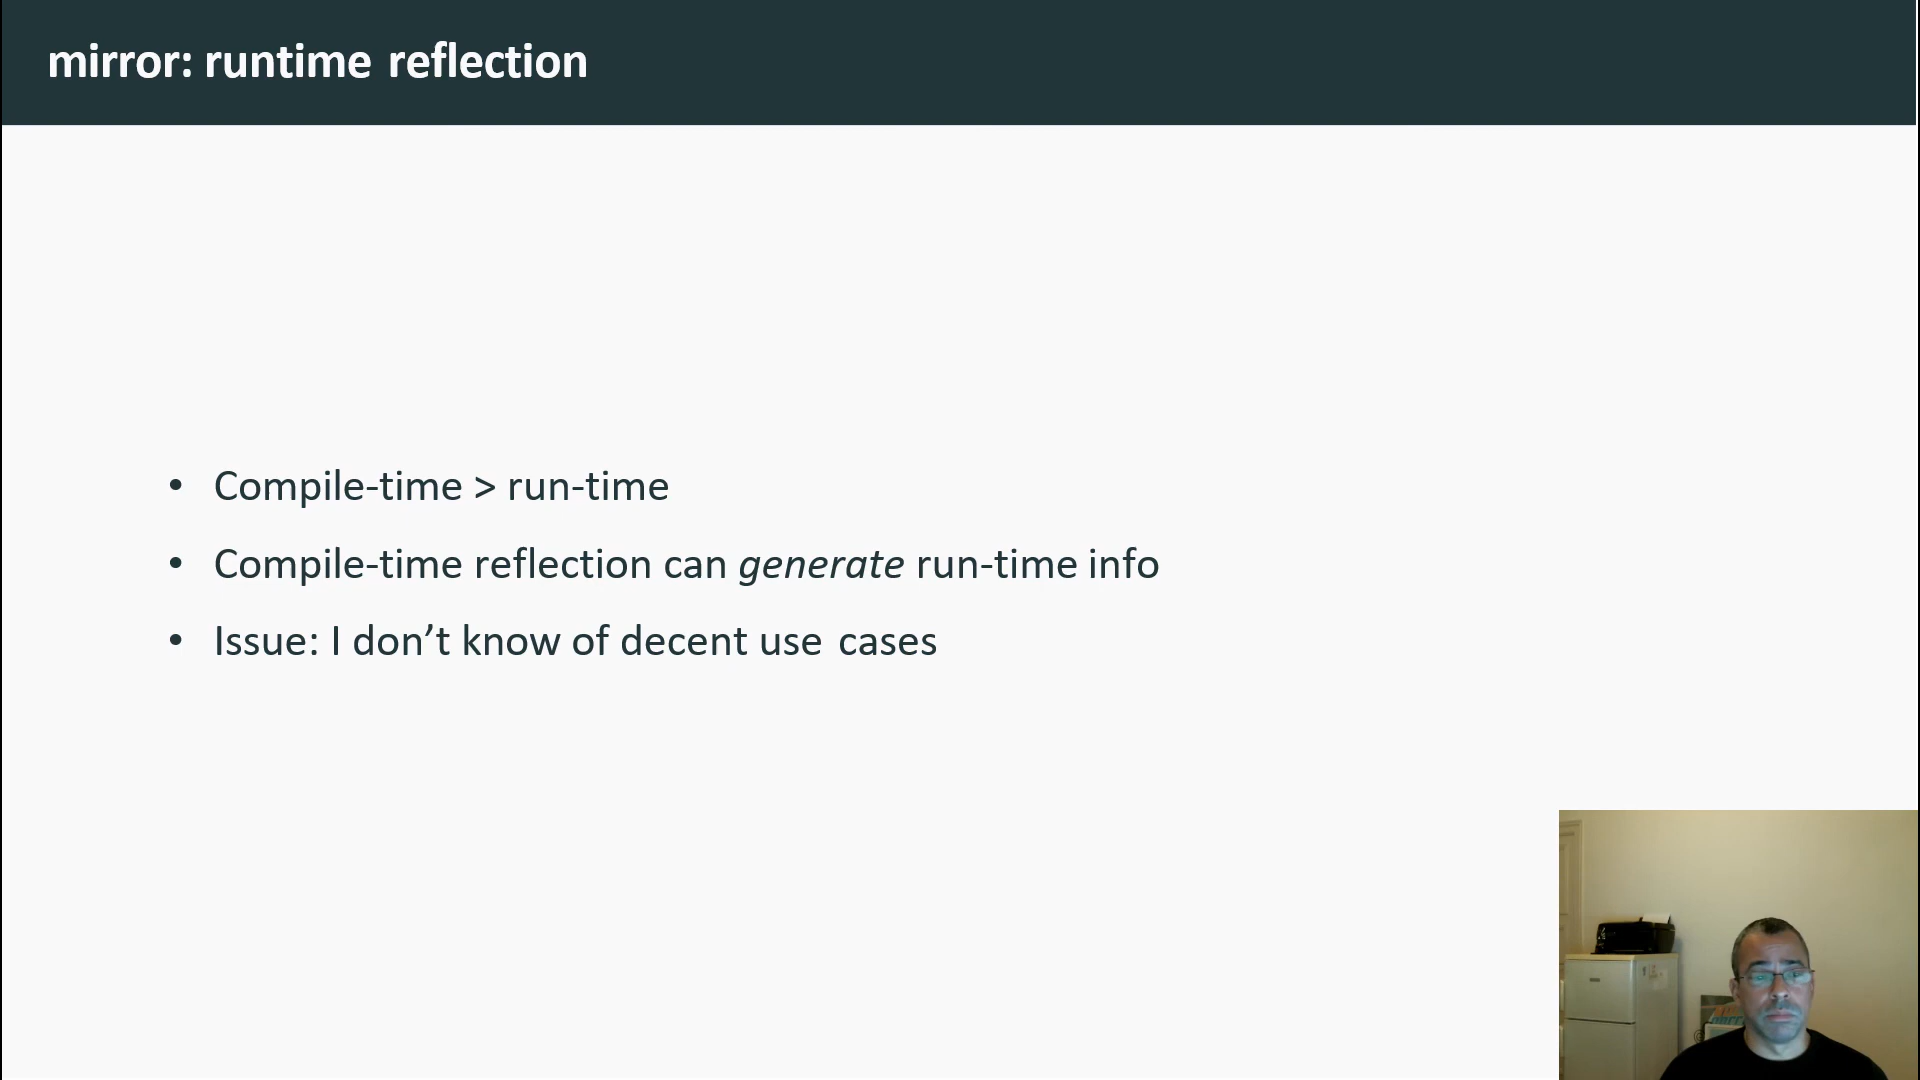 mirror: runtime reflection
• Compile-time > run-time
• Compile-time reflection can generate run-time info
• Issue: I don’t know of decent use cases